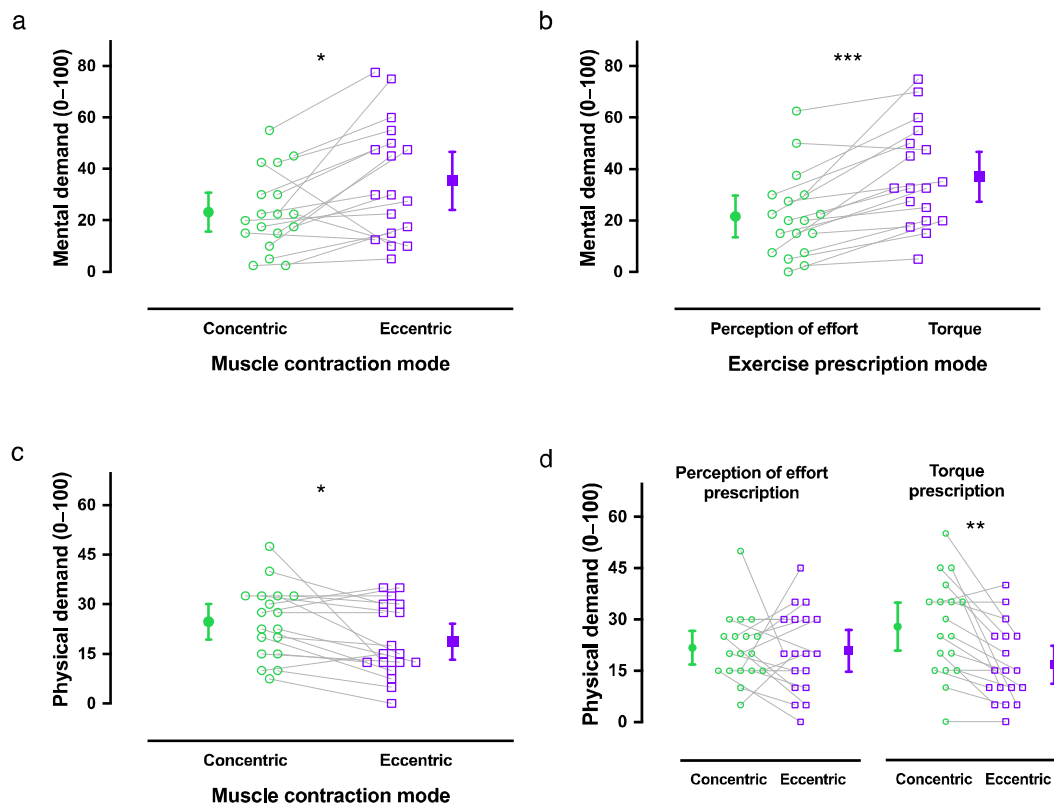 a
Mental demand (0–100)
80
60
40
20
0
*
Concentric
Eccentric
Muscle contraction mode
b
Mental demand (0–100)
80
60
40
20
0
***
Perception of effort
Torque
Exercise prescription mode
c
Physical demand (0–100)
60
45
30
15
0
*
Concentric
Eccentric
Muscle contraction mode
d
Physical demand (0–100)
60
45
30
15
0
Perception of effort
prescription
Torque
prescription
**
Concentric
Eccentric
Concentric
Eccentric